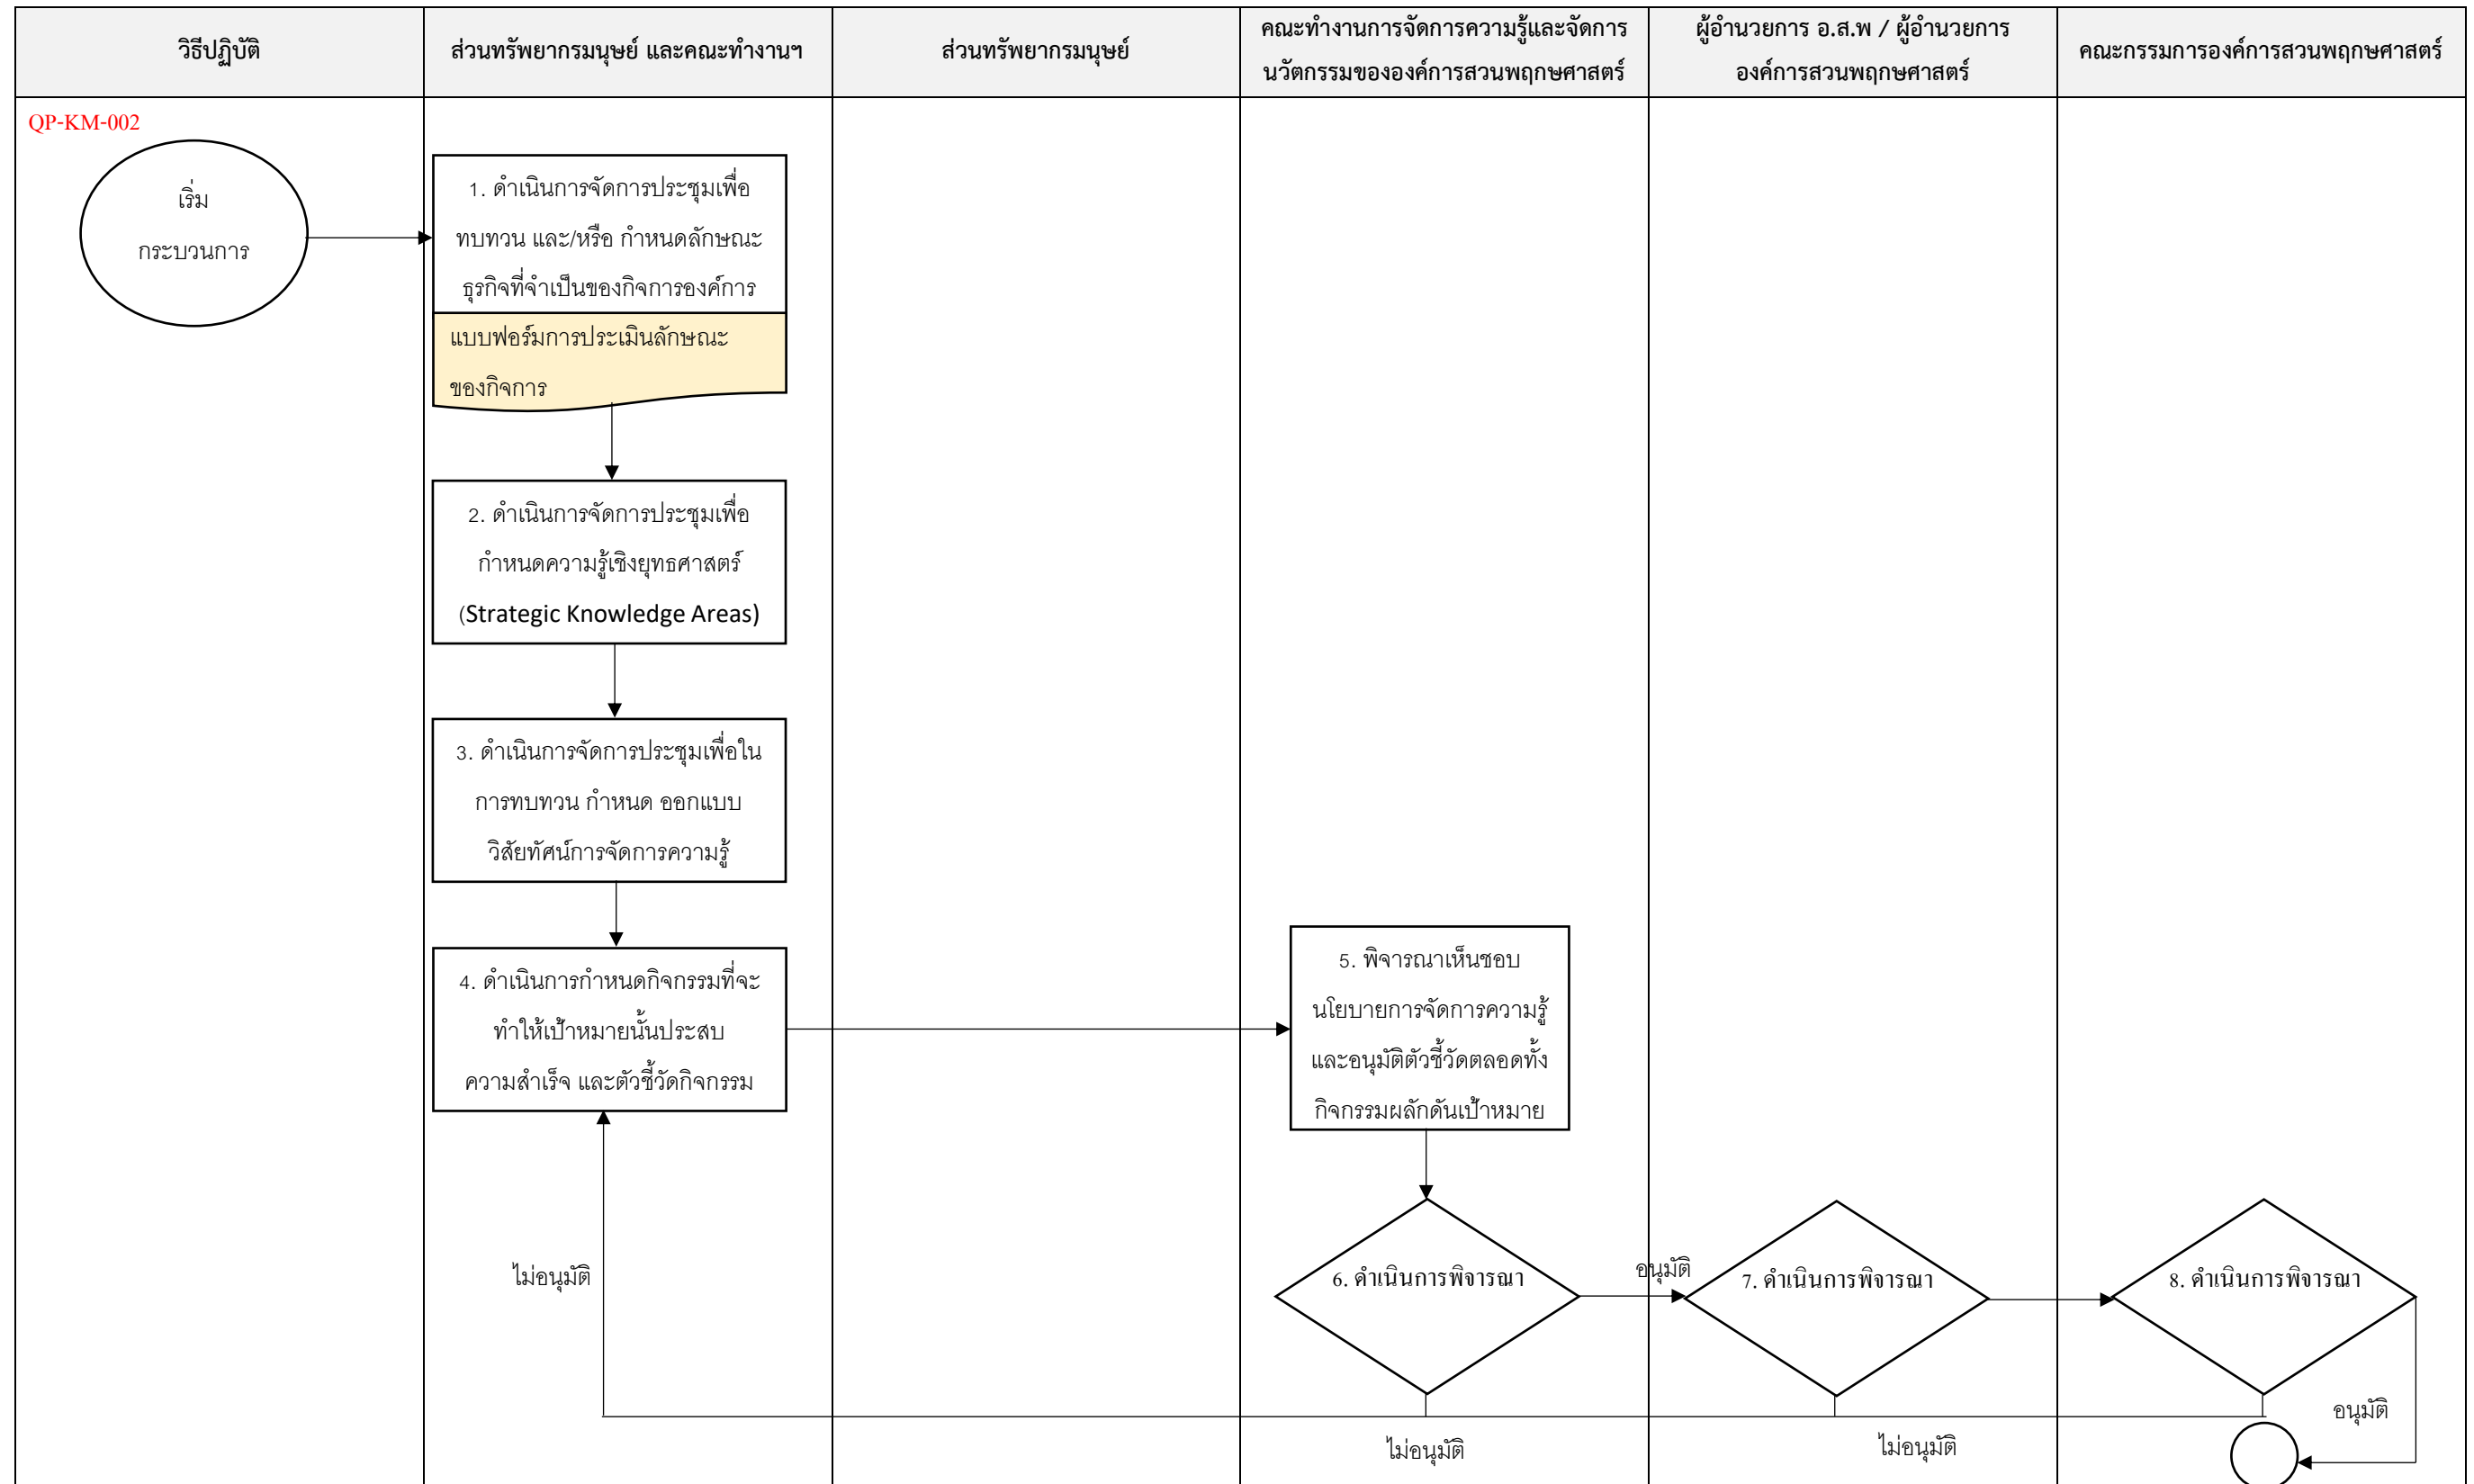 วิธีปฏิบัติ
ส่วนทรัพยากรมนุษย์ และคณะทำงานฯ
ส่วนทรัพยากรมนุษย์
คณะทำงานการจัดการความรู้และจัดการ
นวัตกรรมขององค์การสวนพฤกษศาสตร์
ผู้อำนวยการ อ.ส.พ / ผู้อำนวยการ
องค์การสวนพฤกษศาสตร์
คณะกรรมการองค์การสวนพฤกษศาสตร์
QP-KM-002
เริ่ม
กระบวนการ
1. ดำเนินการจัดการประชุมเพื่อ
ทบทวน และ/หรือ กำหนดลักษณะ
ธุรกิจที่จำเป็นของกิจการองค์การ
แบบฟอร์มการประเมินลักษณะ
ของกิจการ
2. ดำเนินการจัดการประชุมเพื่อ
กำหนดความรู้เชิงยุทธศาสตร์
(Strategic Knowledge Areas)
3. ดำเนินการจัดการประชุมเพื่อใน
การทบทวน กำหนด ออกแบบ
วิสัยทัศน์การจัดการความรู้
4. ดำเนินการกำหนดกิจกรรมที่จะ
ทำให้เป้าหมายนั้นประสบ
ความสำเร็จ และตัวชี้วัดกิจกรรม
5. พิจารณาเห็นชอบ
นโยบายการจัดการความรู้
และอนุมัติตัวชี้วัดตลอดทั้ง
กิจกรรมผลักดันเป้าหมาย
ไม่อนุมัติ
6. ดำเนินการพิจารณา
อนุมัติ
7. ดำเนินการพิจารณา
8. ดำเนินการพิจารณา
อนุมัติ
ไม่อนุมัติ
ไม่อนุมัติ